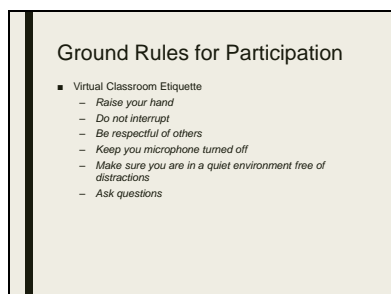 Ground Rules for Participation
■ Virtual Classroom Etiquette
– Raise your hand
– Do not interrupt
– Be respectful of others
– Keep you microphone turned off
– Make sure you are in a quiet environment free of
distractions
– Ask questions